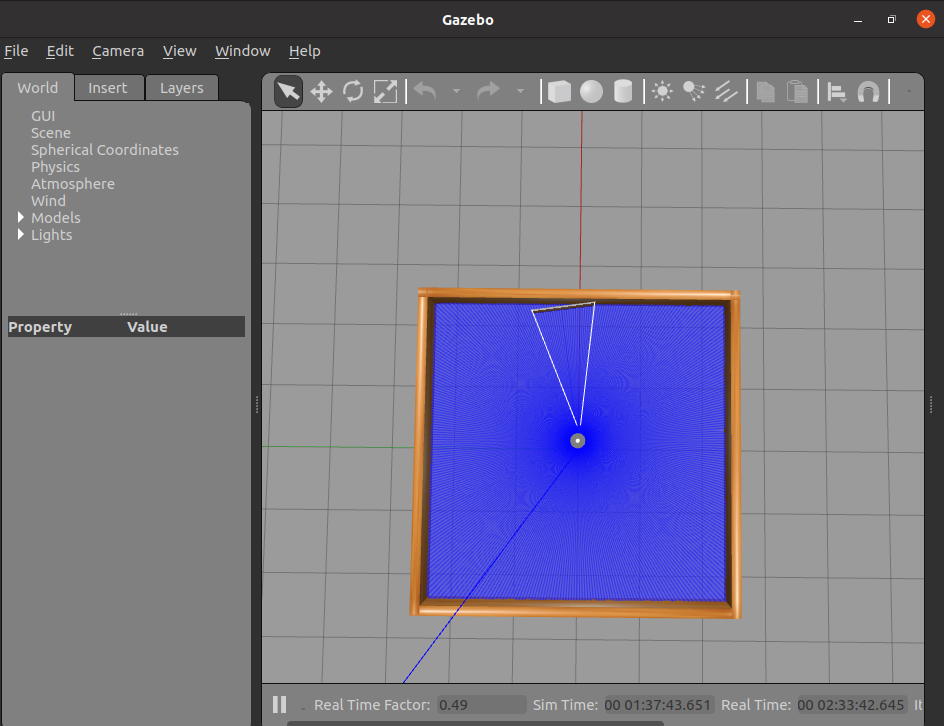 Gazebo
File Edit Camera View Window Help
World Insert Layers
GUI
Scene
Spherical Coordinates
Physics
Atmosphere
Wind
Models
Lights
Property Value
Real Time Factor: 0.49 Sim Time: 00 01:37:43.651 Real Time: 00 02:33:42.645 It